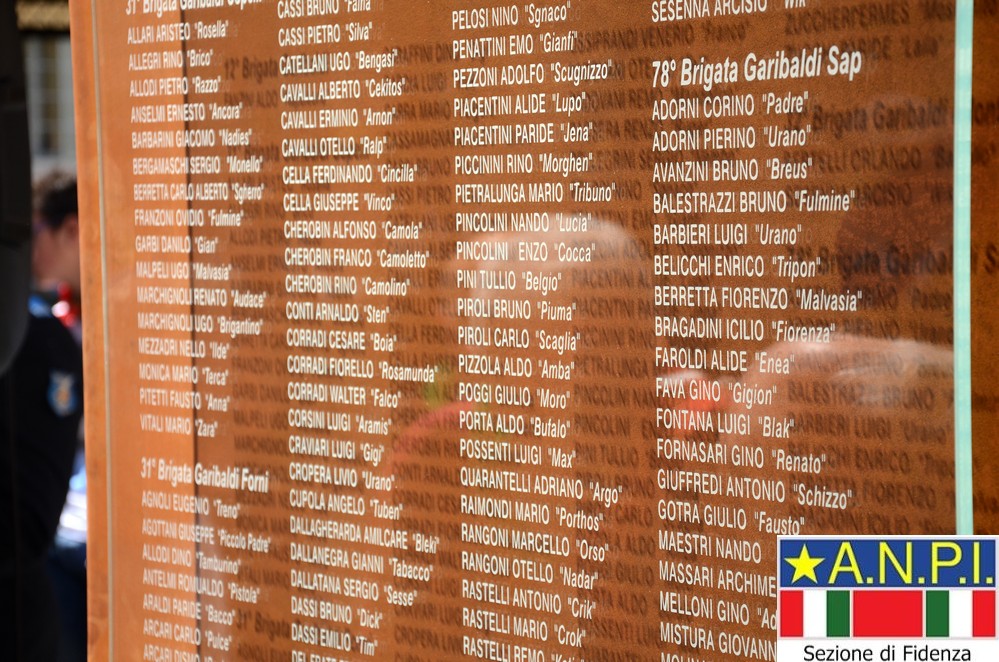 31° Brigata Garibaldi
ALLARI ARISTEO "Rosella"
ALLEGRI RINO "Brico"
ALLODI PIETRO "Razzo"
ANSELMI ERNESTO "Ancora"
BARBARINI GIACOMO "Nadies"
BERGAMASCHI SERGIO "Monello"
BERRETTA CARLO ALBERTO "Sghero"
FRANZONI OVIDIO "Fulmine"
GARBI DANILO "Gian"
MALPELI UGO "Malvasia"
MARCHIGNOLI RENATO "Audace"
MARCHIGNOLI UGO "Brigantino"
MEZZADRI NELLO "Ilde"
MONICA MARIO "Terca"
PITETTI FAUSTO "Anna"
VITALI MARIO "Zara"
31° Brigata Garibaldi Forni
AGNOLI EUGENIO "Treno"
AGOTTANI GIUSEPPE "Piccolo Padre"
ALLODI DINO "Tamburino"
ANTELMI ROMUALDO "Pistola"
ARALDI PARIDE "Bacco"
ARCARI CARLO "Pulce"
ARCARI
CASSI BRUNO "Faina"
CASSI PIETRO "Silva"
CATELLANI UGO "Bengasi"
CAVALLI ALBERTO "Cekitos"
CAVALLI ERMINIO "Arnon"
CAVALLI OTELLO "Ralp"
CELLA FERDINANDO "Cincilla"
CELLA GIUSEPPE "Vinco"
CHEROBIN ALFONSO "Camola"
CHEROBIN FRANCO "Camoletto"
CHEROBIN RINO "Camolino"
CONTI ARNALDO "Sten"
CORRADI CESARE "Boia"
CORRADI FIORELLO "Rosamunda"
CORRADI WALTER "Falco"
CORSINI LUIGI "Aramis"
CRAVIARI LUIGI "Gigi"
CROPERA LIVIO "Urano"
CUPOLA ANGELO "Tuben"
DALLAGHERARDA AMILCARE "Bleki"
DALLANEGRA GIANNI "Tabacco"
DALLATANA SERGIO "Sesse"
DASSI BRUNO "Dick"
DASSI EMILIO "Tim"
PELOSI NINO "Sgnaco"
PENATTINI EMO "Gianfi"
PEZZONI ADOLFO "Scugnizzo"
PIACENTINI ALIDE "Lupo"
PIACENTINI PARIDE "Jena"
PICCININI RINO "Morghen"
PIETRALUNGA MARIO "Tribuno"
PINCOLINI NANDO "Lucia"
PINCOLINI ENZO "Cocca"
PINI TULLIO "Belgio"
PIROLI BRUNO "Piuma"
PIROLI CARLO "Scaglia"
PIZZOLA ALDO "Amba"
POGGI GIULIO "Moro"
PORTA ALDO "Bufalo"
POSSENTI LUIGI "Max"
QUARANTELLI ADRIANO "Argo"
RAIMONDI MARIO "Porthos"
RANGONI MARCELLO "Orso"
RANGONI OTELLO "Nadar"
RASTELLI ANTONIO "Crik"
RASTELLI MARIO "Crok"
RASTELLI REMO
SESENNA ARCISIO "Wik"
78° Brigata Garibaldi Sap
ADORNI CORINO "Padre"
ADORNI PIERINO "Urano"
AVANZINI BRUNO "Breus"
BALESTRAZZI BRUNO "Fulmine"
BARBIERI LUIGI "Urano"
BELICCHI ENRICO "Tripon"
BERRETTA FIORENZO "Malvasia"
BRAGADINI ICILIO "Fiorenza"
FAROLDI ALIDE "Enea"
FAVA GINO "Gigion"
FONTANA LUIGI "Blak"
FORNASARI GINO "Renato"
GIUFFREDI ANTONIO "Schizzo"
GOTRA GIULIO "Fausto"
MAESTRI NANDO
MASSARI ARCHIME
MELLONI GINO "Ad
MISTURA GIOVANN
A.N.P.I.
Sezione di Fidenza